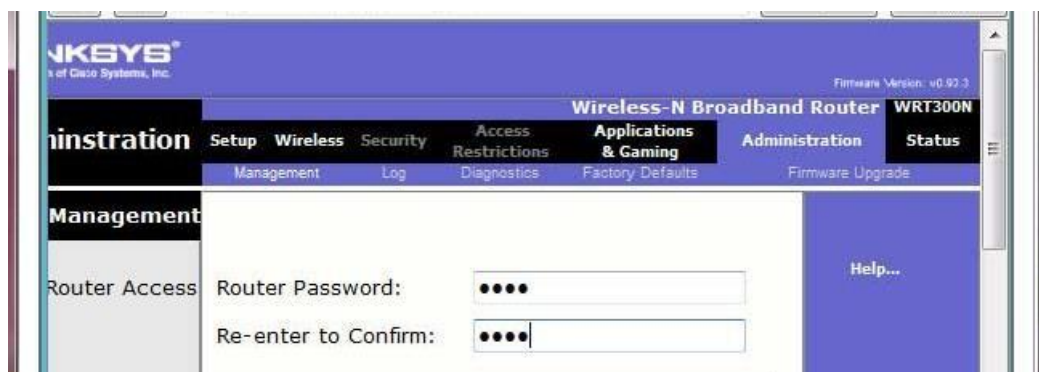 NKSYS®
of Cisco Systems, Inc.
Firmware Version: v0.92.3
Wireless-N Broadband Router WRT300N
ninstration
Setup Wireless Security Access Restrictions Applications & Gaming Administration Status
Management Log Diagnostics Factory Defaults Firmware Upgrade
Management
Help...
Router Access Router Password: ••••
Re-enter to Confirm: ••••